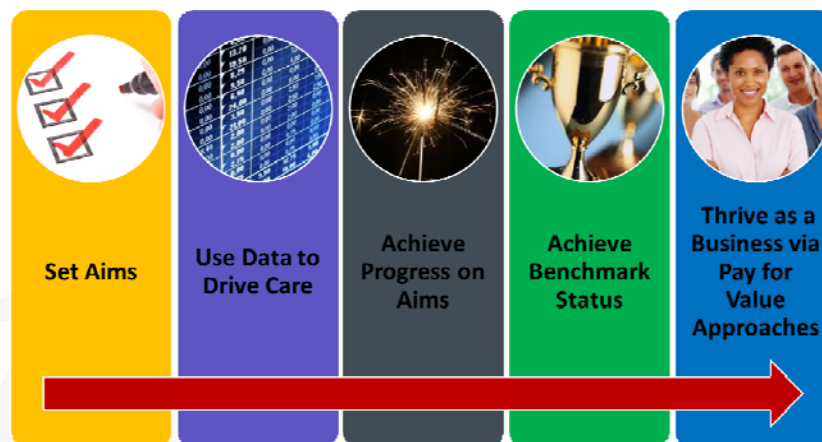 Set Aims
Use Data to
Drive Care
Achieve
Progress on
Aims
Achieve
Benchmark
Status
Thrive as a
Business via
Pay for
Value
Approaches